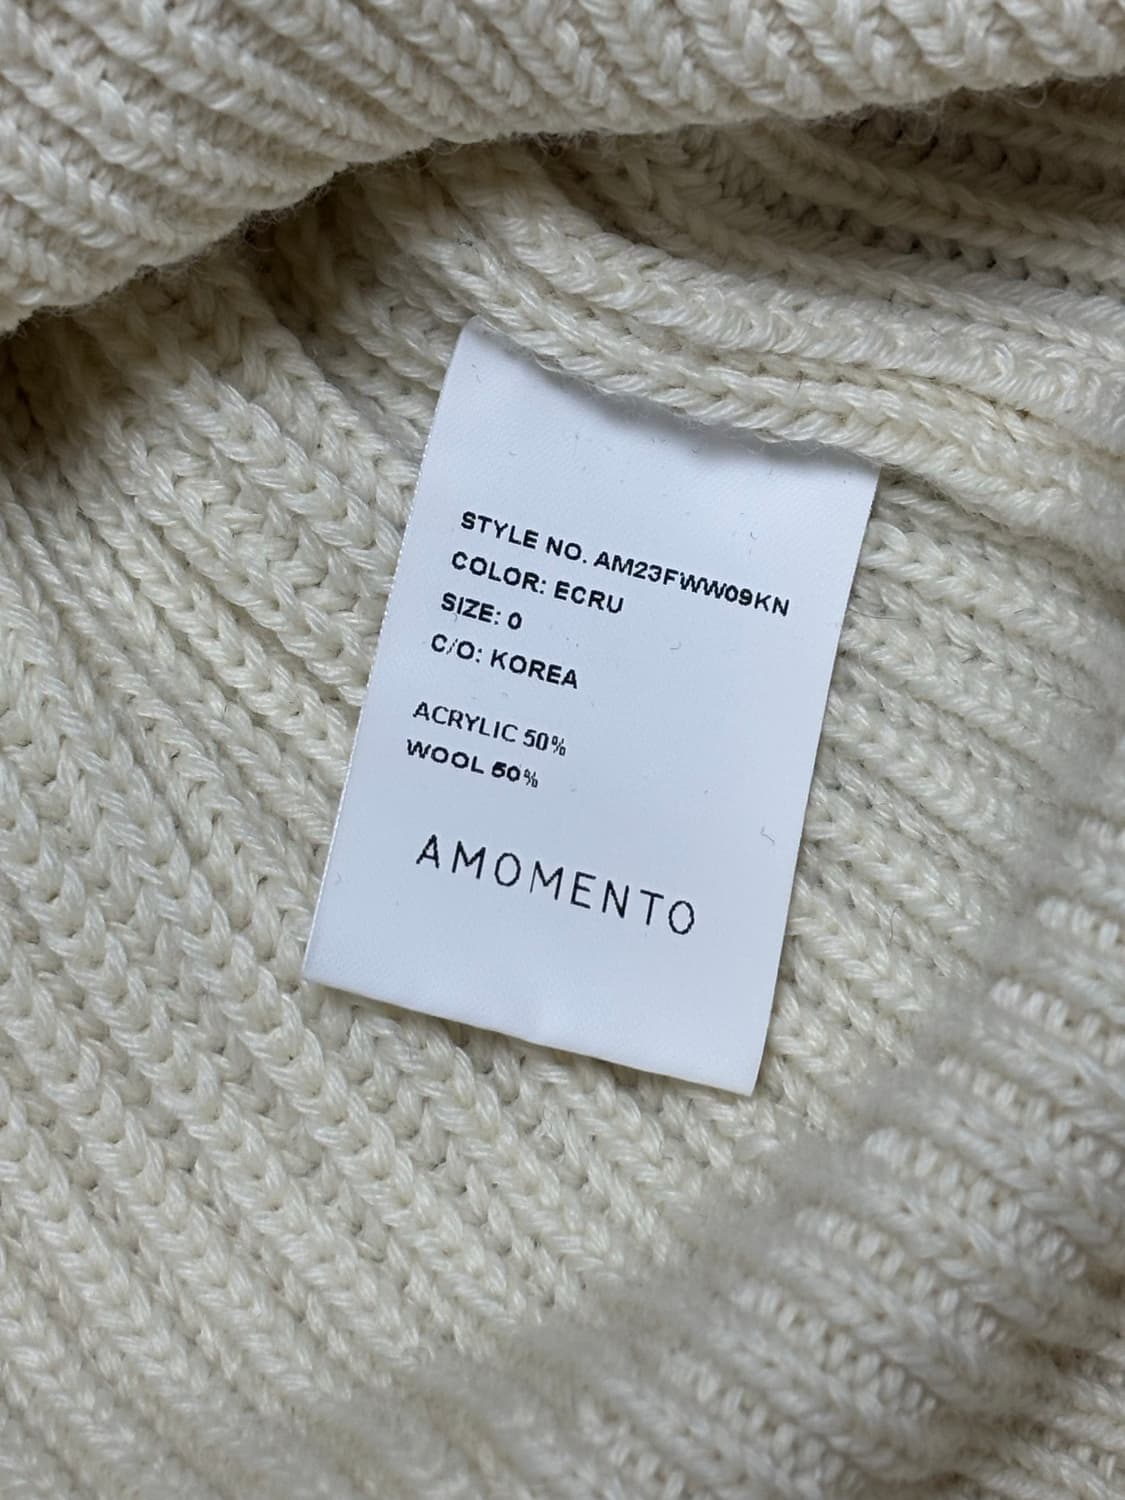 STYLE NO. AM23FWW09KN
COLOR: ECRU
SIZE: 0
C/O: KOREA
ACRYLIC 50%
WOOL 50%
AMOMENTO